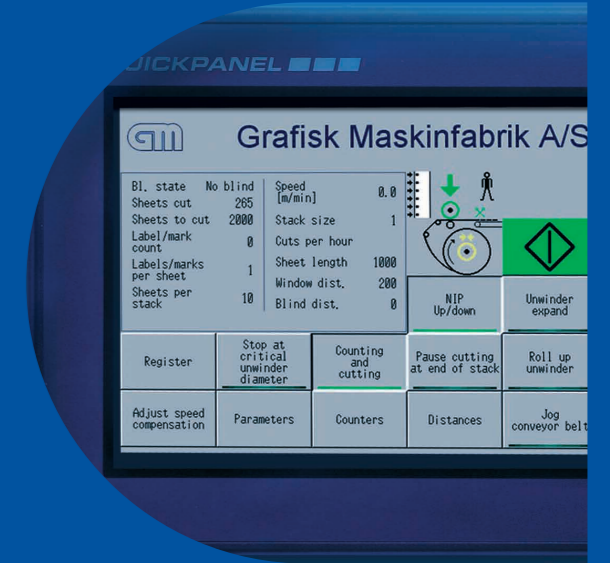 UICKPANEL
GM
Grafisk Maskinfabrik A/S
Bl. state No blind
Sheets cut 265
Sheets to cut 2000
Label/mark
count 0
Labels/marks
per sheet 1
Sheets per
stack 10
Speed
[m/min] 0.0
Stack size 1
Cuts per hour
Sheet length 1000
Window dist. 200
Blind dist. 0
NIP
Up/down
Unwinder
expand
Register
Stop at
critical
unwinder
diameter
Counting
and
cutting
Pause cutting
at end of stack
Roll up
unwinder
Adjust speed
compensation
Parameters
Counters
Distances
Jog
conveyor belt